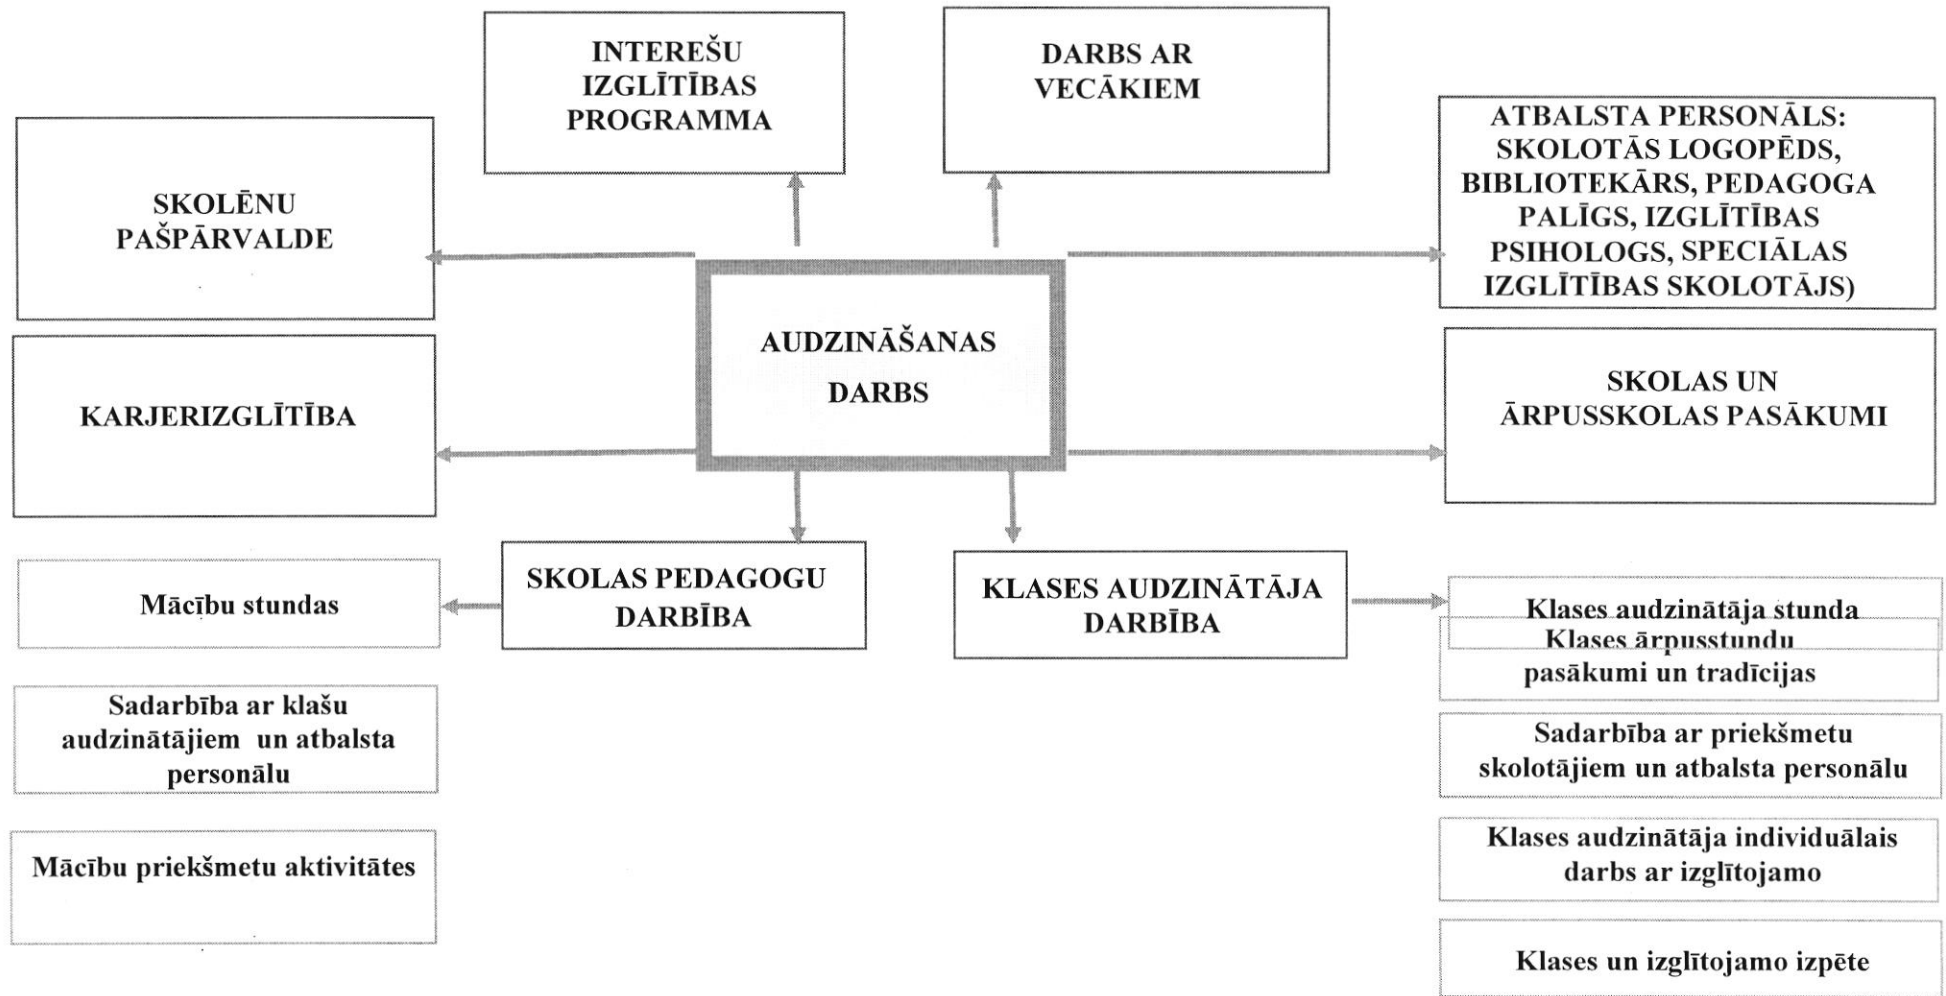 INTEREŠU
IZGLĪTĪBAS
PROGRAMMA
DARBS AR
VECĀKIEM
SKOLĒNU
PAŠPĀRVALDE
ATBALSTA PERSONĀLS:
SKOLOTĀS LOGOPĒDS,
BIBLIOTEKĀRS, PEDAGOGA
PALĪGS, IZGLĪTĪBAS
PSIHOLOGS, SPECIĀLAS
IZGLĪTĪBAS SKOLOTĀJS)
AUDZINĀŠANAS
DARBS
KARJERIZGLĪTĪBA
SKOLAS UN
ĀRPUSSKOLAS PASĀKUMI
SKOLAS PEDAGOGU
DARBĪBA
KLASES AUDZINĀTĀJA
DARBĪBA
Mācību stundas
Sadarbība ar klašu
audzinātājiem un atbalsta
personālu
Mācību priekšmetu aktivitātes
Klases audzinātāja stunda
Klases ārpusstundu
pasākumi un tradīcijas
Sadarbība ar priekšmetu
skolotājiem un atbalsta personālu
Klases audzinātāja individuālais
darbs ar izglītojamo
Klases un izglītojamo izpēte